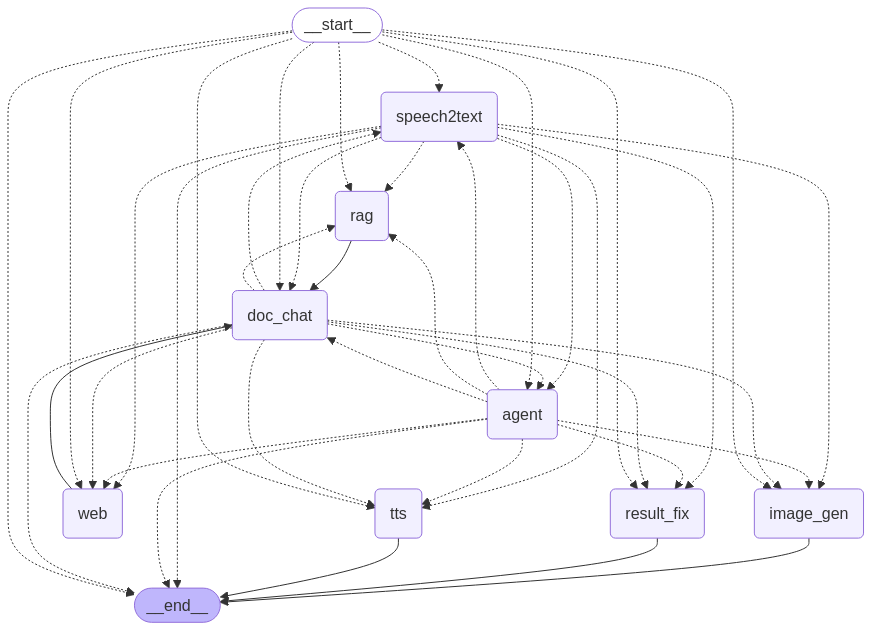 __start__
speech2text
rag
doc_chat
agent
web
tts
result_fix
image_gen
__end__